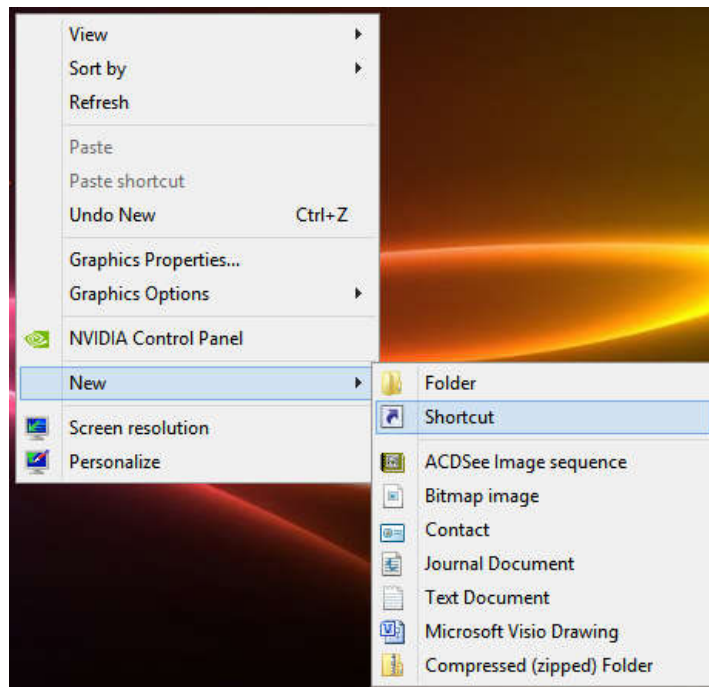 View
Sort by
Refresh
Paste
Paste shortcut
Undo New Ctrl+Z
Graphics Properties...
Graphics Options
NVIDIA Control Panel
New
Screen resolution
Personalize
Folder
Shortcut
ACDSee Image sequence
Bitmap image
Contact
Journal Document
Text Document
Microsoft Visio Drawing
Compressed (zipped) Folder